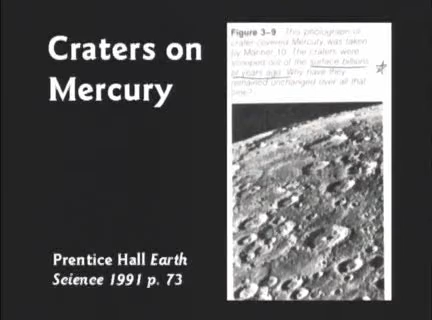 Craters on
Mercury
Figure 3–9 This photograph of
crater covered Mercury was taken
by Mariner 10. The craters were
out of the surface billions
of years ago. Why have they
remained unchanged over all that
time?
Prentice Hall Earth
Science 1991 p. 73